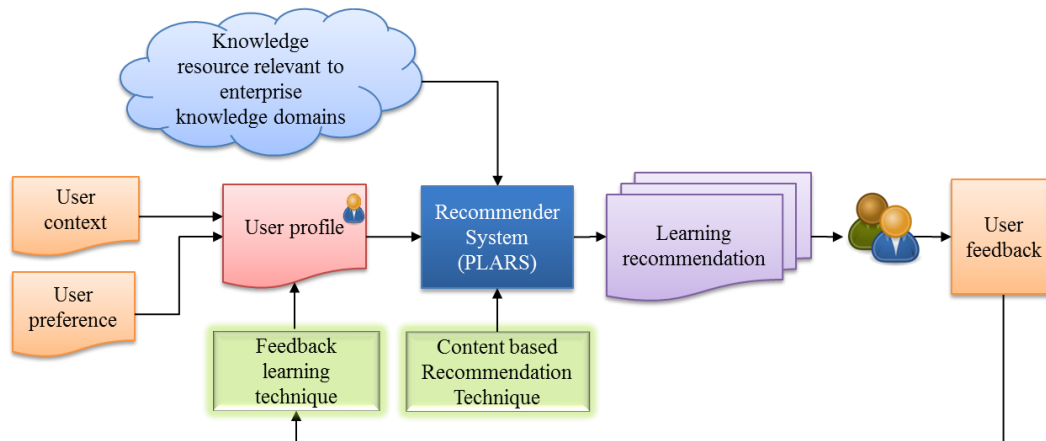 Knowledge
resource relevant to
enterprise
knowledge domains
User
context
User profile
Recommender
System
(PLARS)
Learning
recommendation
User
feedback
User
preference
Feedback
learning
technique
Content based
Recommendation
Technique